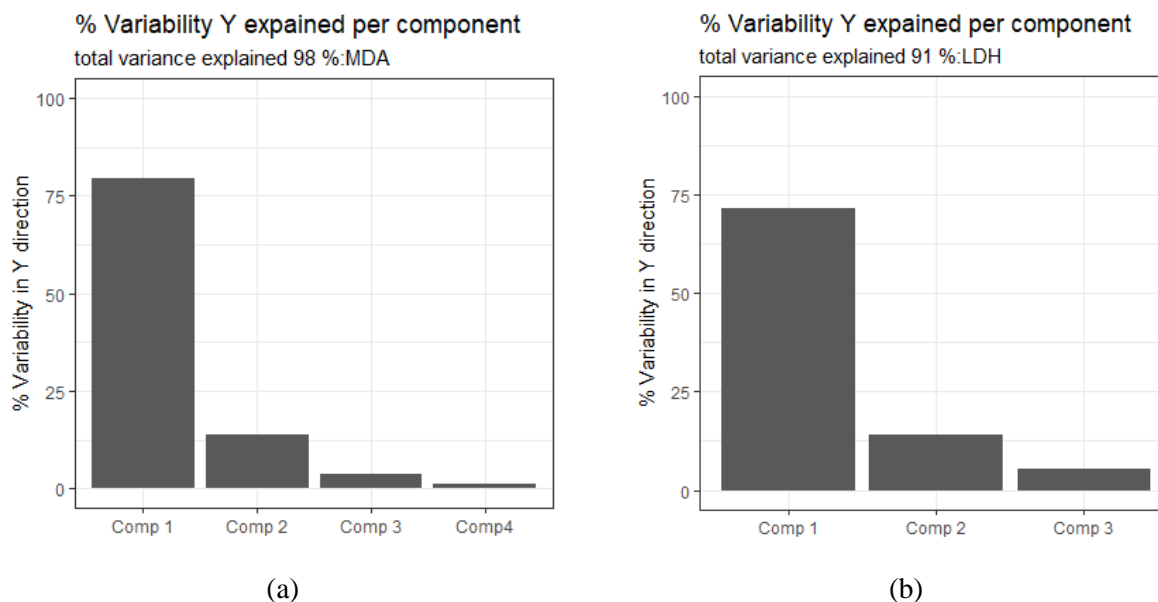 % Variability Y expained per component
total variance explained 98 %:MDA
% Variability in Y direction
100
75
50
25
0
Comp 1 Comp 2 Comp 3 Comp4
(a)
% Variability Y expained per component
total variance explained 91 %:LDH
% Variability in Y direction
100
75
50
25
0
Comp 1 Comp 2 Comp 3
(b)